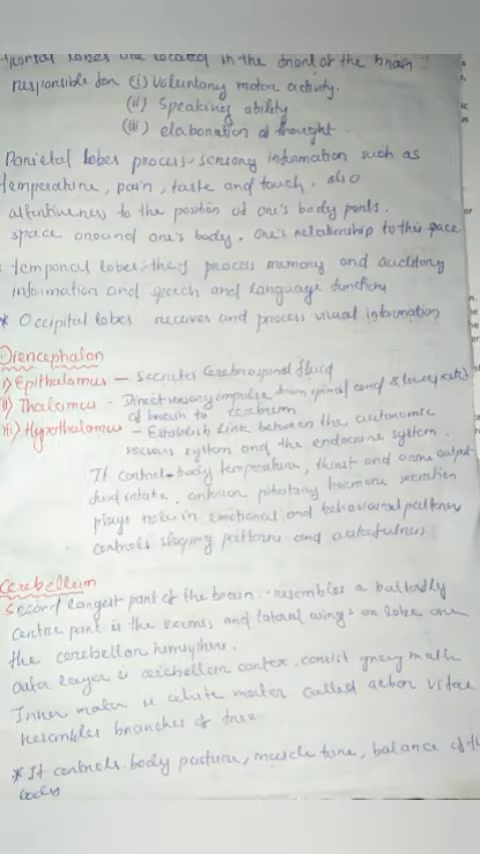 frontal lobes are located in the front of the brain
responsible for (i) Voluntary motor activity.
(ii) Speaking ability
(iii) elaboration of thought.
Parietal lobes process sensory information such as
temperature, pain, taste and touch. also
attentiveness to the position of one's body parts.
space around one's body. one's relationship to this pace
temporal lobes:- they process memory and auditory
information and speech and language functions
* Occipital lobes receives and process visual information
Diencephalon
i) Epithalamus - Secretes Cerebrospinal fluid
ii) Thalamus - Direct sensory impulse from spinal cord & lower parts
of brain to cerebrum
iii) Hypothalamus - Establish link between the autonomic
nervous system and the endocrine system.
It control body temperature, thirst and urine output
food intake, anterior pituitary hormone secretion
plays role in emotional and behavioural patterns
controls sleeping patterns and wakefulness
Cerebellum
Second largest part of the brain. resembles a butterfly
centre part is the vermis and lateral wings or lobe are
the cerebellar hemisphere.
outer layer is cerebellar cortex. consist grey
Inner is white matter called arbor vitae
resembles branches of tree.
* It controls body posture, muscle tone, balance of
body